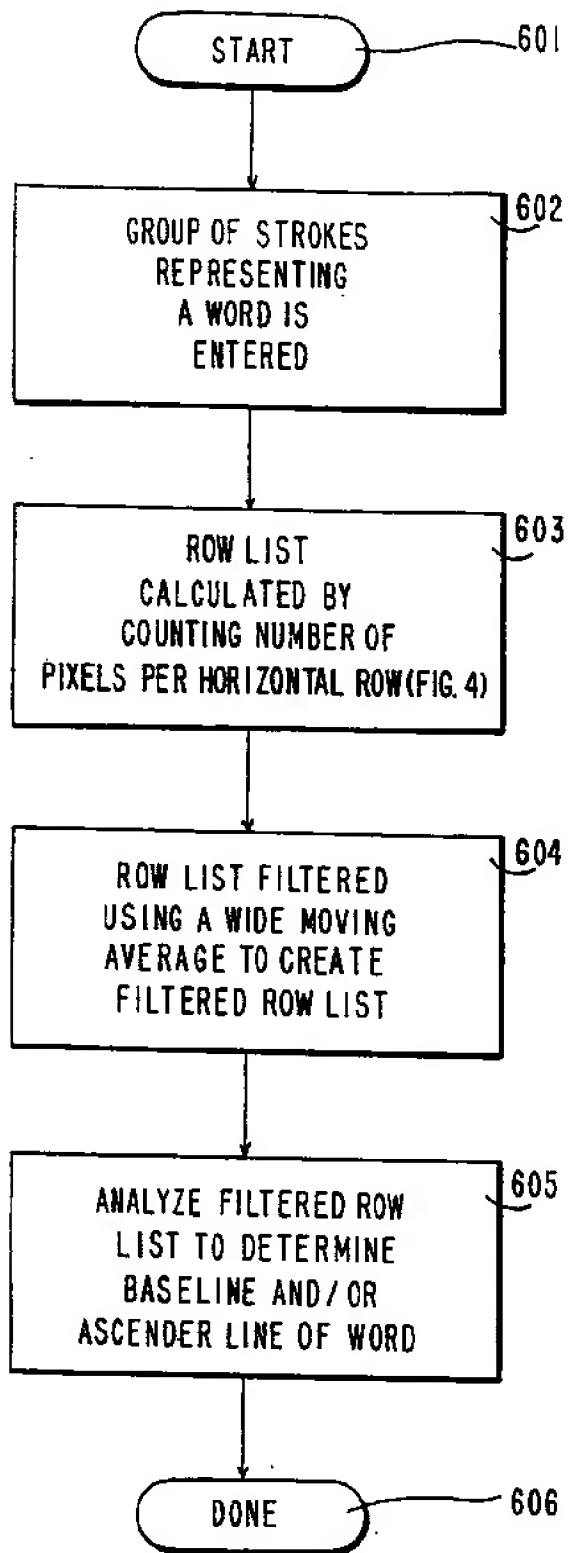 START
601
602
GROUP OF STROKES
REPRESENTING
A WORD IS
ENTERED
603
ROW LIST
CALCULATED BY
COUNTING NUMBER OF
PIXELS PER HORIZONTAL ROW (FIG. 4)
604
ROW LIST FILTERED
USING A WIDE MOVING
AVERAGE TO CREATE
FILTERED ROW LIST
605
ANALYZE FILTERED ROW
LIST TO DETERMINE
BASELINE AND/OR
ASCENDER LINE OF WORD
DONE
606